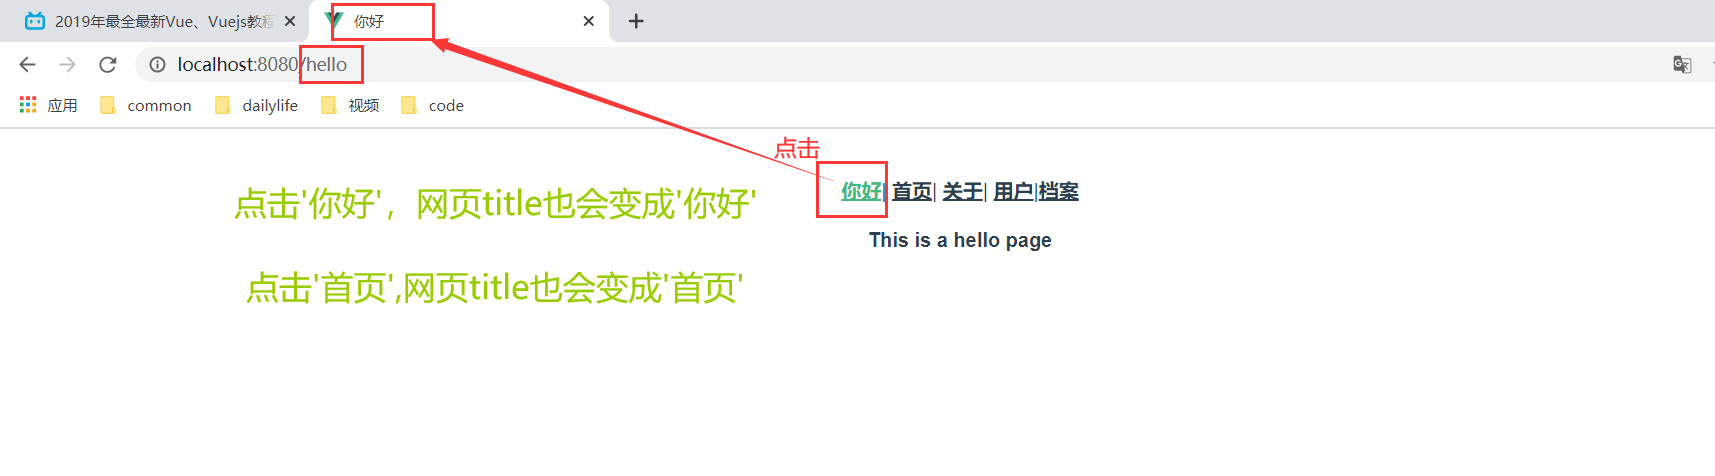 2019年最全最新Vue、Vuejs教程
你好
localhost:8080/hello
应用 common dailylife 视频 code
点击
你好| 首页| 关于| 用户|档案
点击'你好'，网页title也会变成'你好'
This is a hello page
点击'首页',网页title也会变成'首页'